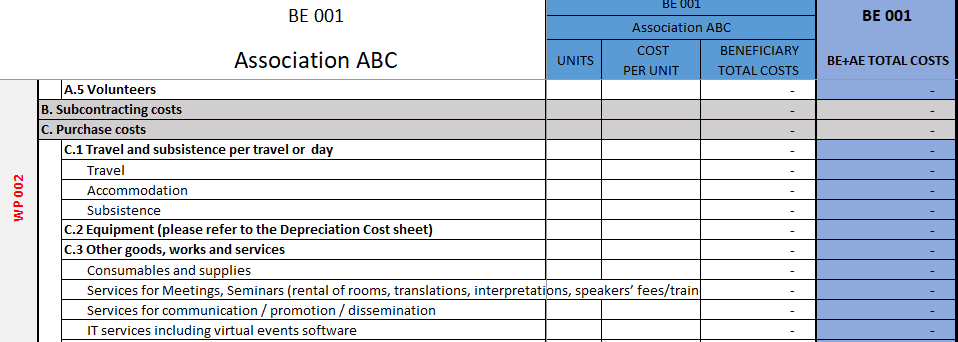 BE 001
Association ABC
BE 001
Association ABC
UNITS
COST
PER UNIT
BENEFICIARY
TOTAL COSTS
BE 001
BE+AE TOTAL COSTS
WP 002
A.5 Volunteers - -
B. Subcontracting costs - -
C. Purchase costs - -
C.1 Travel and subsistence per travel or day - -
Travel - -
Accommodation - -
Subsistence - -
C.2 Equipment (please refer to the Depreciation Cost sheet) - -
C.3 Other goods, works and services - -
Consumables and supplies - -
Services for Meetings, Seminars (rental of rooms, translations, interpretations, speakers’ fees/train - -
Services for communication / promotion / dissemination - -
IT services including virtual events software - -